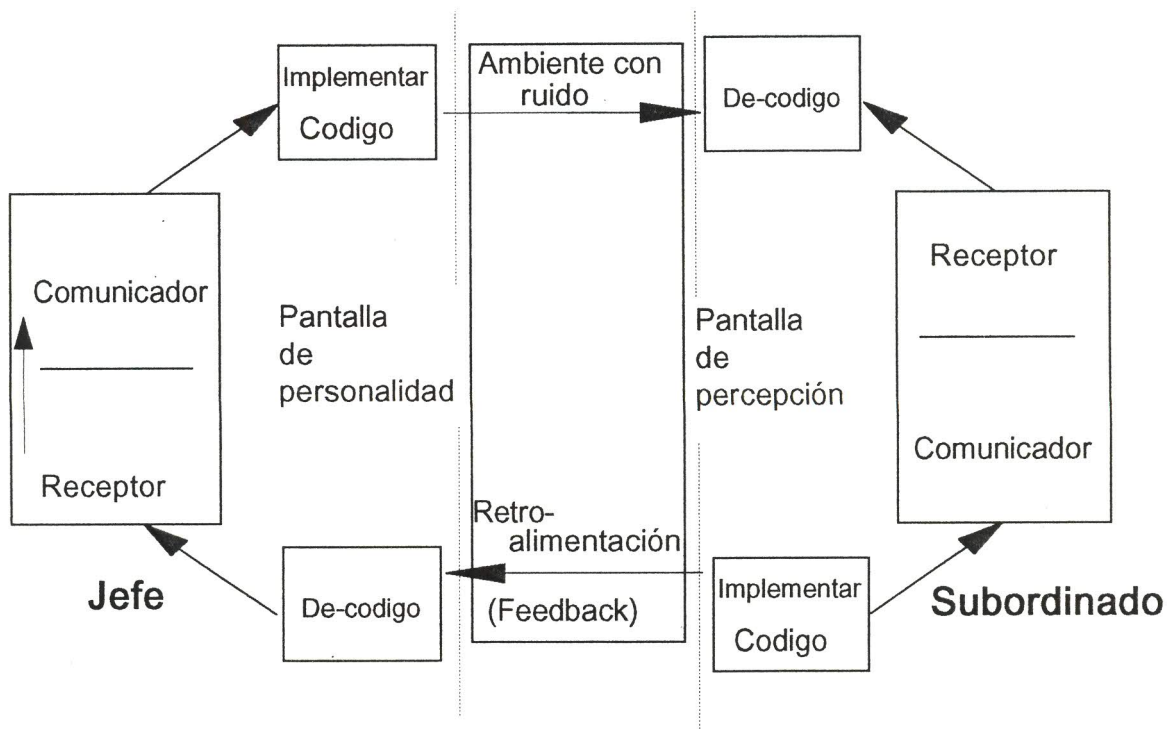 Implementar
Codigo
Ambiente con
ruido
De-codigo
Comunicador
Receptor
Pantalla
de
personalidad
Pantalla
de
percepción
Receptor
Comunicador
Jefe
De-codigo
Retro-
alimentación
(Feedback)
Implementar
Codigo
Subordinado